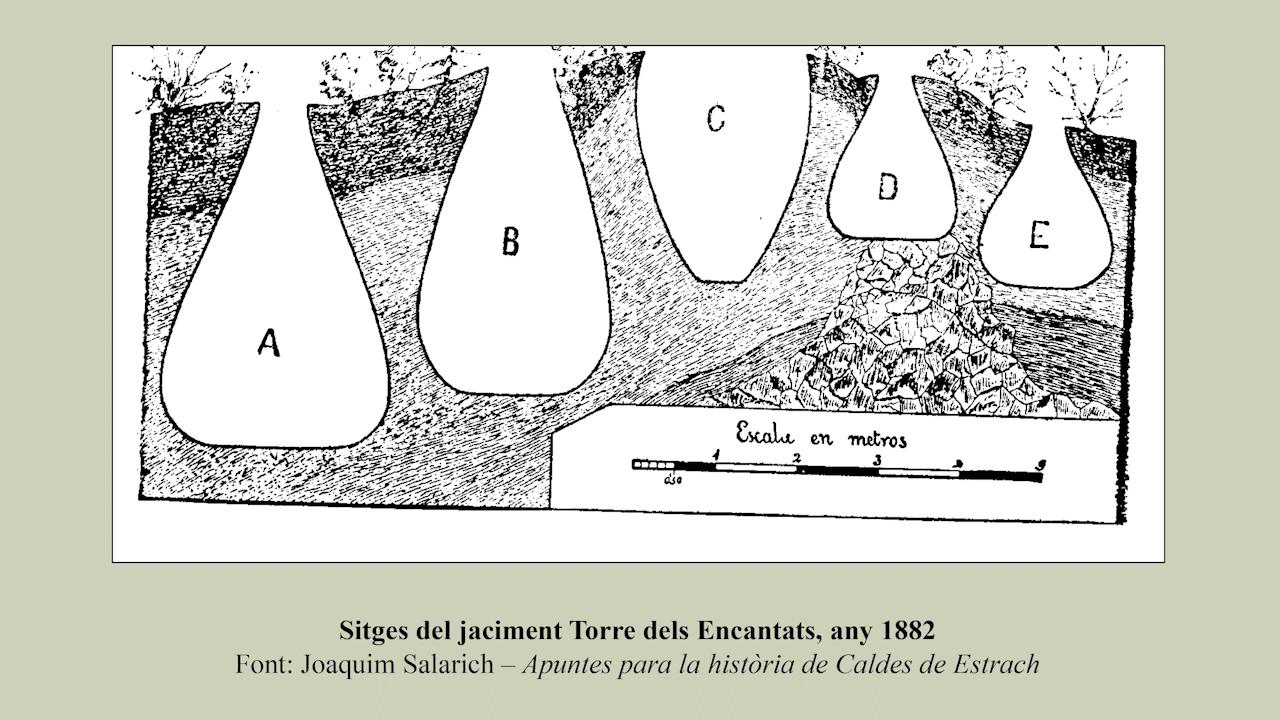 A
B
C
D
E
Escala en metros
1 2 3 4
Sitges del jaciment Torre dels Encantats, any 1882
Font: Joaquim Salarich – Apuntes para la història de Caldes de Estrach